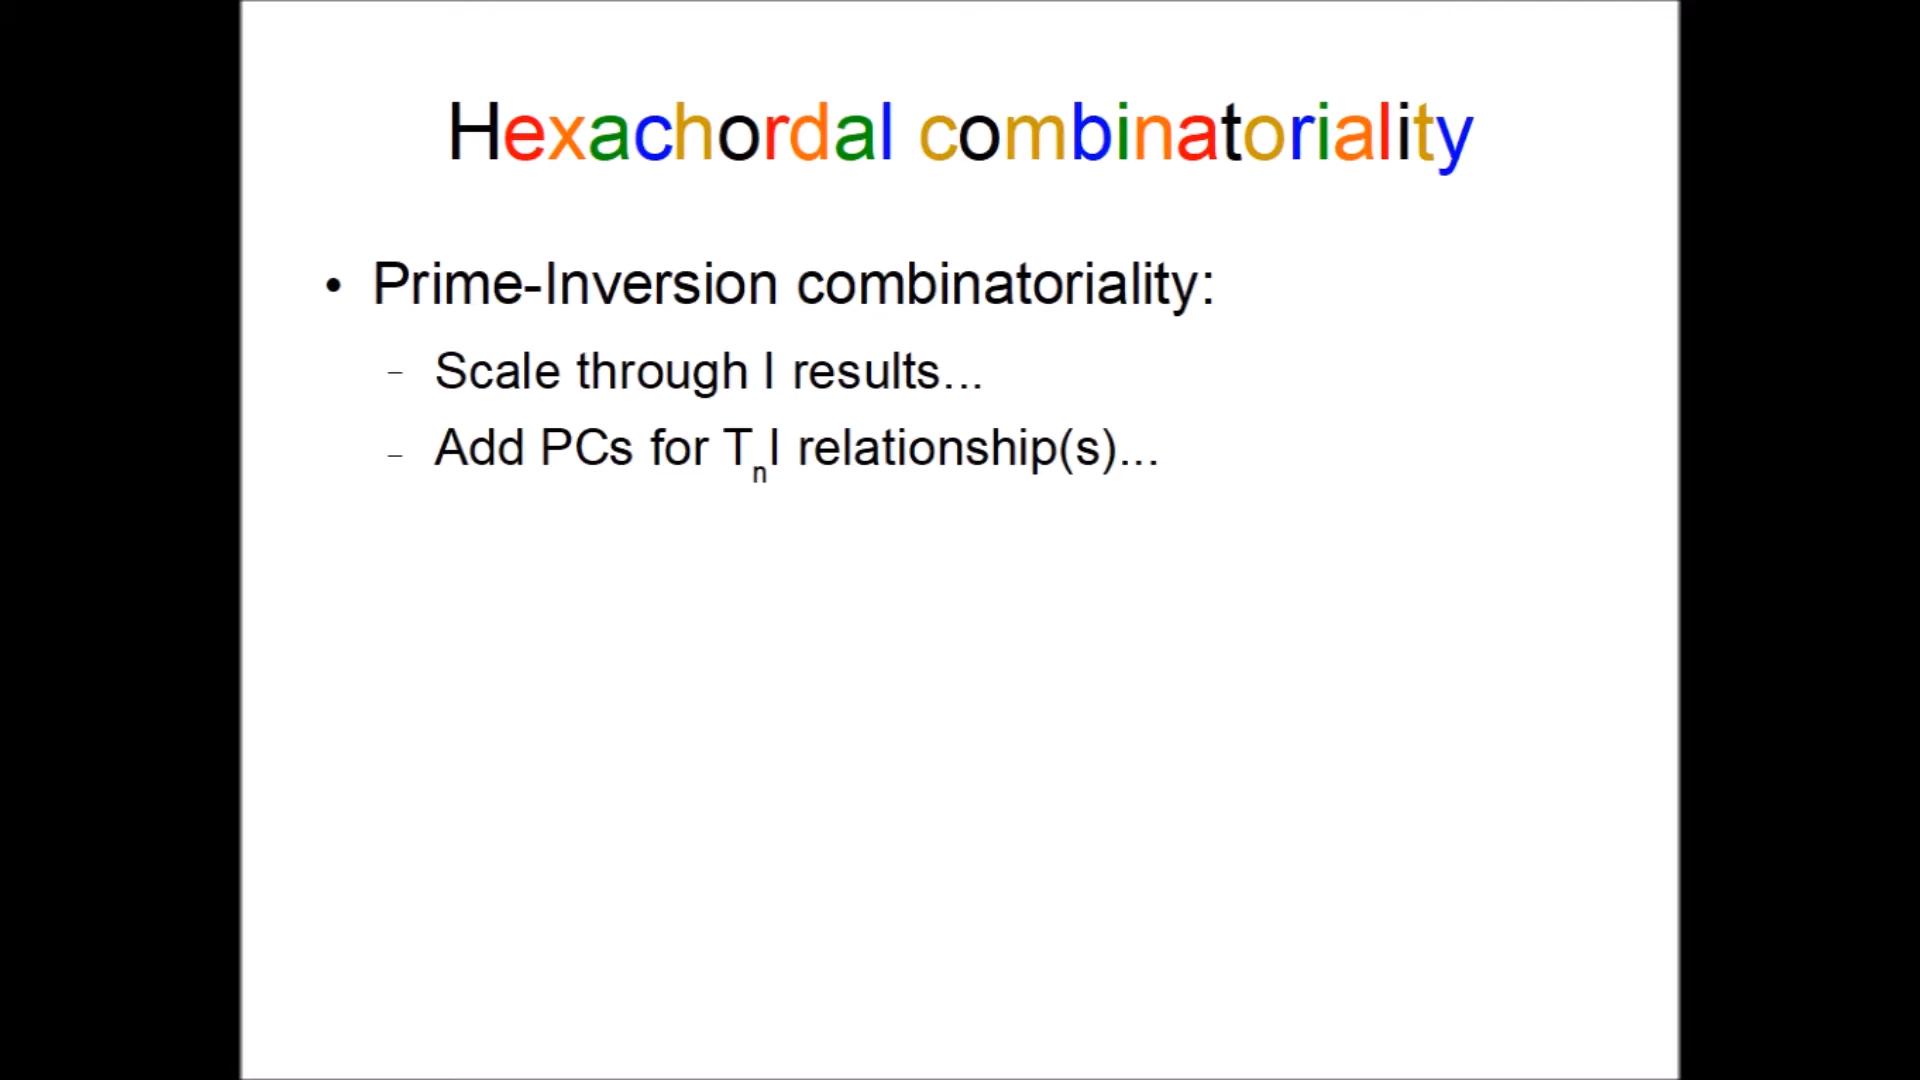 Hexachordal combinatoriality
• Prime-Inversion combinatoriality:
– Scale through I results...
– Add PCs for TnI relationship(s)...